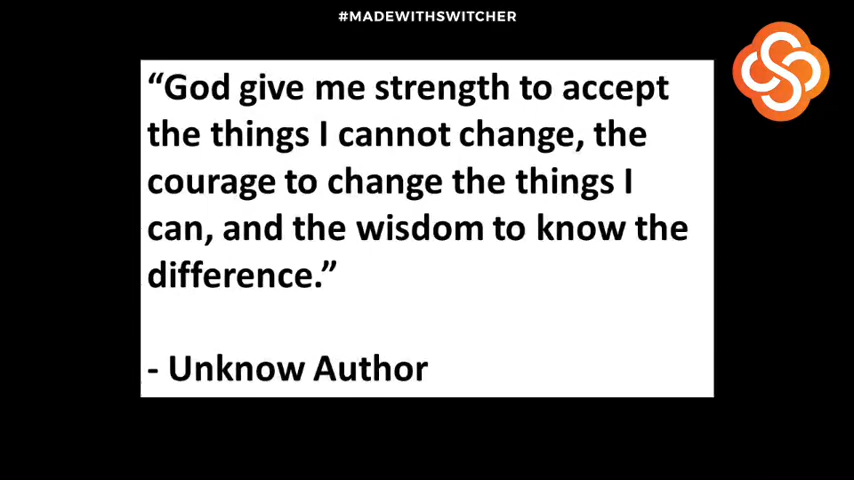 #MADEWITHSWITCHER
“God give me strength to accept
the things I cannot change, the
courage to change the things I
can, and the wisdom to know the
difference.”
- Unknow Author